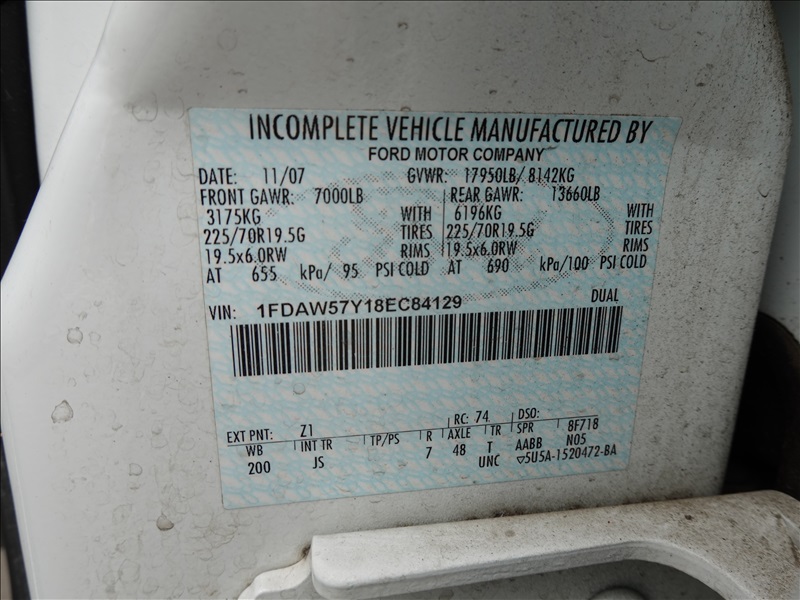 INCOMPLETE VEHICLE MANUFACTURED BY
FORD MOTOR COMPANY
DATE: 11/07 GVWR: 17950LB/ 8142KG
FRONT GAWR: 7000LB REAR GAWR: 13660LB
3175KG WITH 6196KG WITH
225/70R19.5G TIRES 225/70R19.5G TIRES
19.5x6.0RW RIMS 19.5x6.0RW RIMS
AT 655 kPa/ 95 PSI COLD AT 690 kPa/100 PSI COLD
VIN: 1FDAW57Y18EC84129 DUAL
EXT PNT: Z1 RC: 74 DSO:
WB INT TR TP/PS R AXLE TR SPR 8F718
200 JS 7 48 T AABB N05
UNC ▽5U5A-1520472-BA